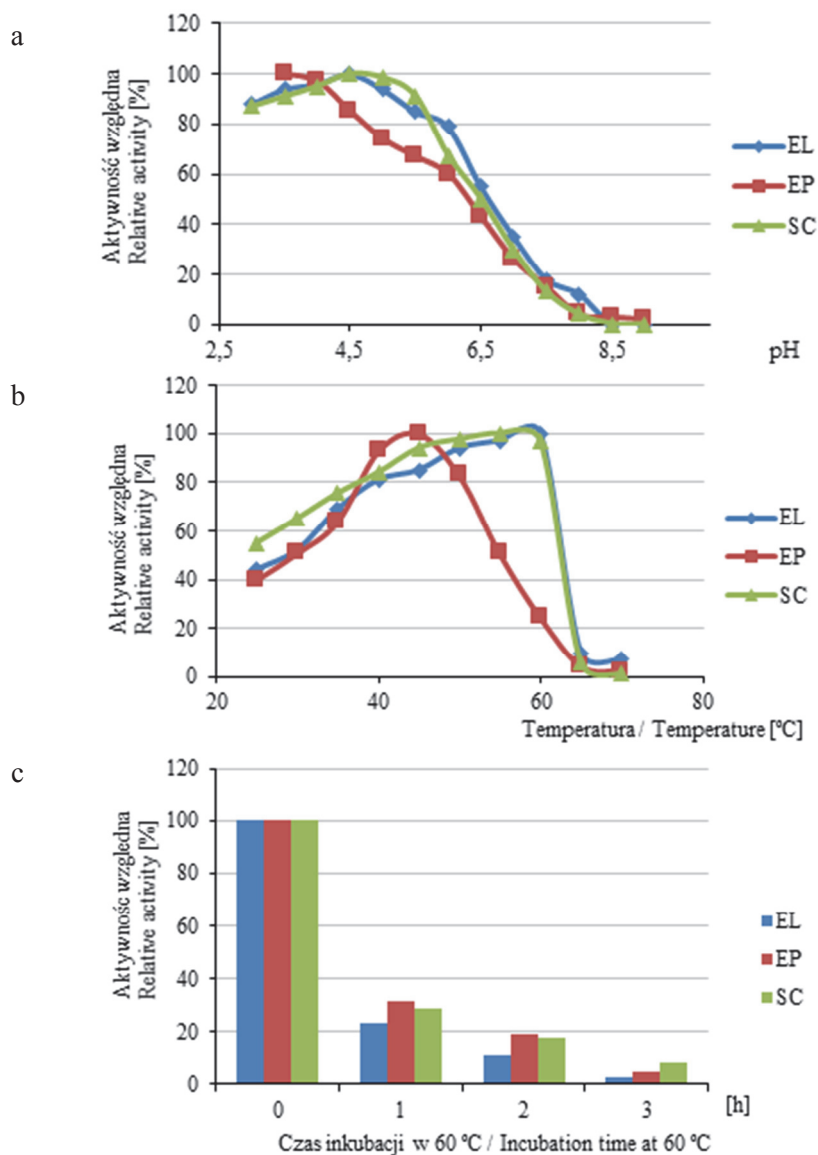 a
120
100
80
60
40
20
0
Aktywność względna
Relative activity [%]
2,5
4,5
6,5
8,5
pH
EL
EP
SC
b
120
100
80
60
40
20
0
Aktywność względna
Relative activity [%]
20
40
60
80
Temperatura / Temperature [ºC]
EL
EP
SC
c
120
100
80
60
40
20
0
Aktywność względna
Relative activity [%]
0
1
2
3
[h]
Czas inkubacji w 60 ºC / Incubation time at 60 ºC
EL
EP
SC